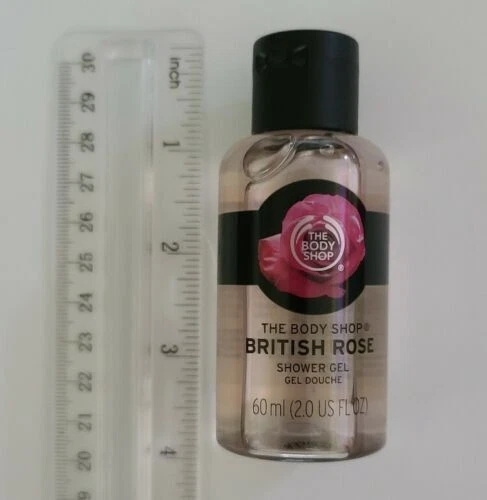 inch
1
2
3
4
30
29
28
27
26
25
24
23
22
21
20
THE
BODY
SHOP
®
THE BODY SHOP®
BRITISH ROSE
SHOWER GEL
GEL DOUCHE
60 ml (2.0 US FL OZ)